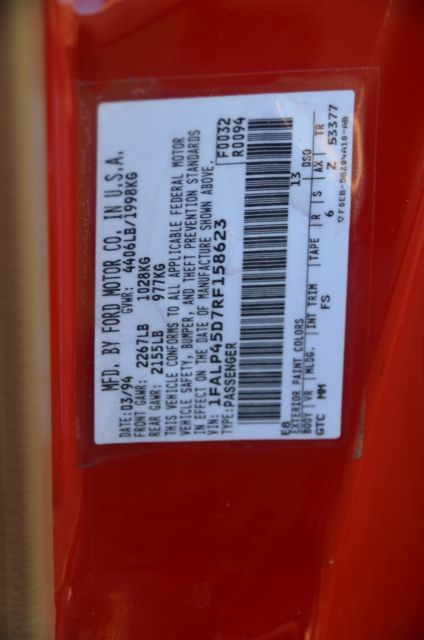 MFD. BY FORD MOTOR CO. IN U.S.A.
DATE: 03/94 GVWR: 4406LB/1998KG
FRONT GAWR: 2267LB 1028KG
REAR GAWR: 2155LB 977KG
THIS VEHICLE CONFORMS TO ALL APPLICABLE FEDERAL MOTOR
VEHICLE SAFETY, BUMPER, AND THEFT PREVENTION STANDARDS
IN EFFECT ON THE DATE OF MANUFACTURE SHOWN ABOVE.
VIN: 1FALP45D7RF158623 F0032
TYPE: PASSENGER R0094
E8 13 DSO
EXTERIOR PAINT COLORS
BODY VR MLDG. INT TRIM TAPE R S AX TR
GTC MM FS 6 Z 53377
▽F0EB-5620404A10-AB